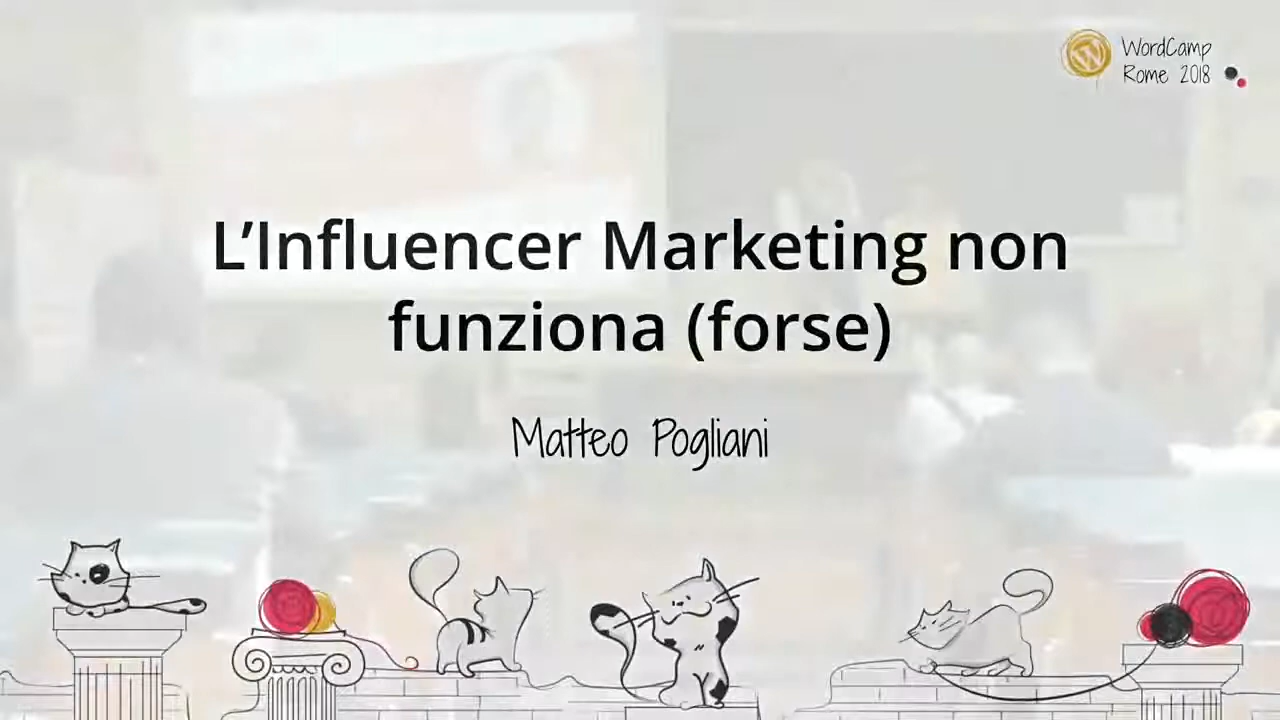 WordCamp
Rome 2018
L’Influencer Marketing non
funziona (forse)
Matteo Pogliani